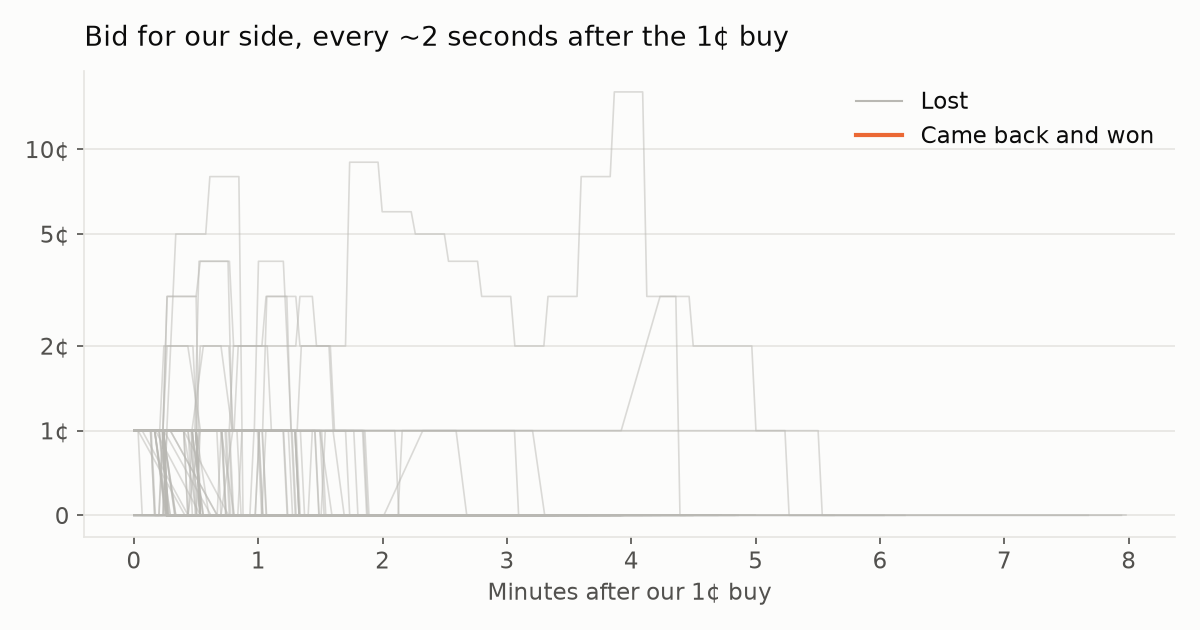 Bid for our side, every ~2 seconds after the 1¢ buy
Lost
Came back and won
10¢
5¢
2¢
1¢
0
0 1 2 3 4 5 6 7 8
Minutes after our 1¢ buy